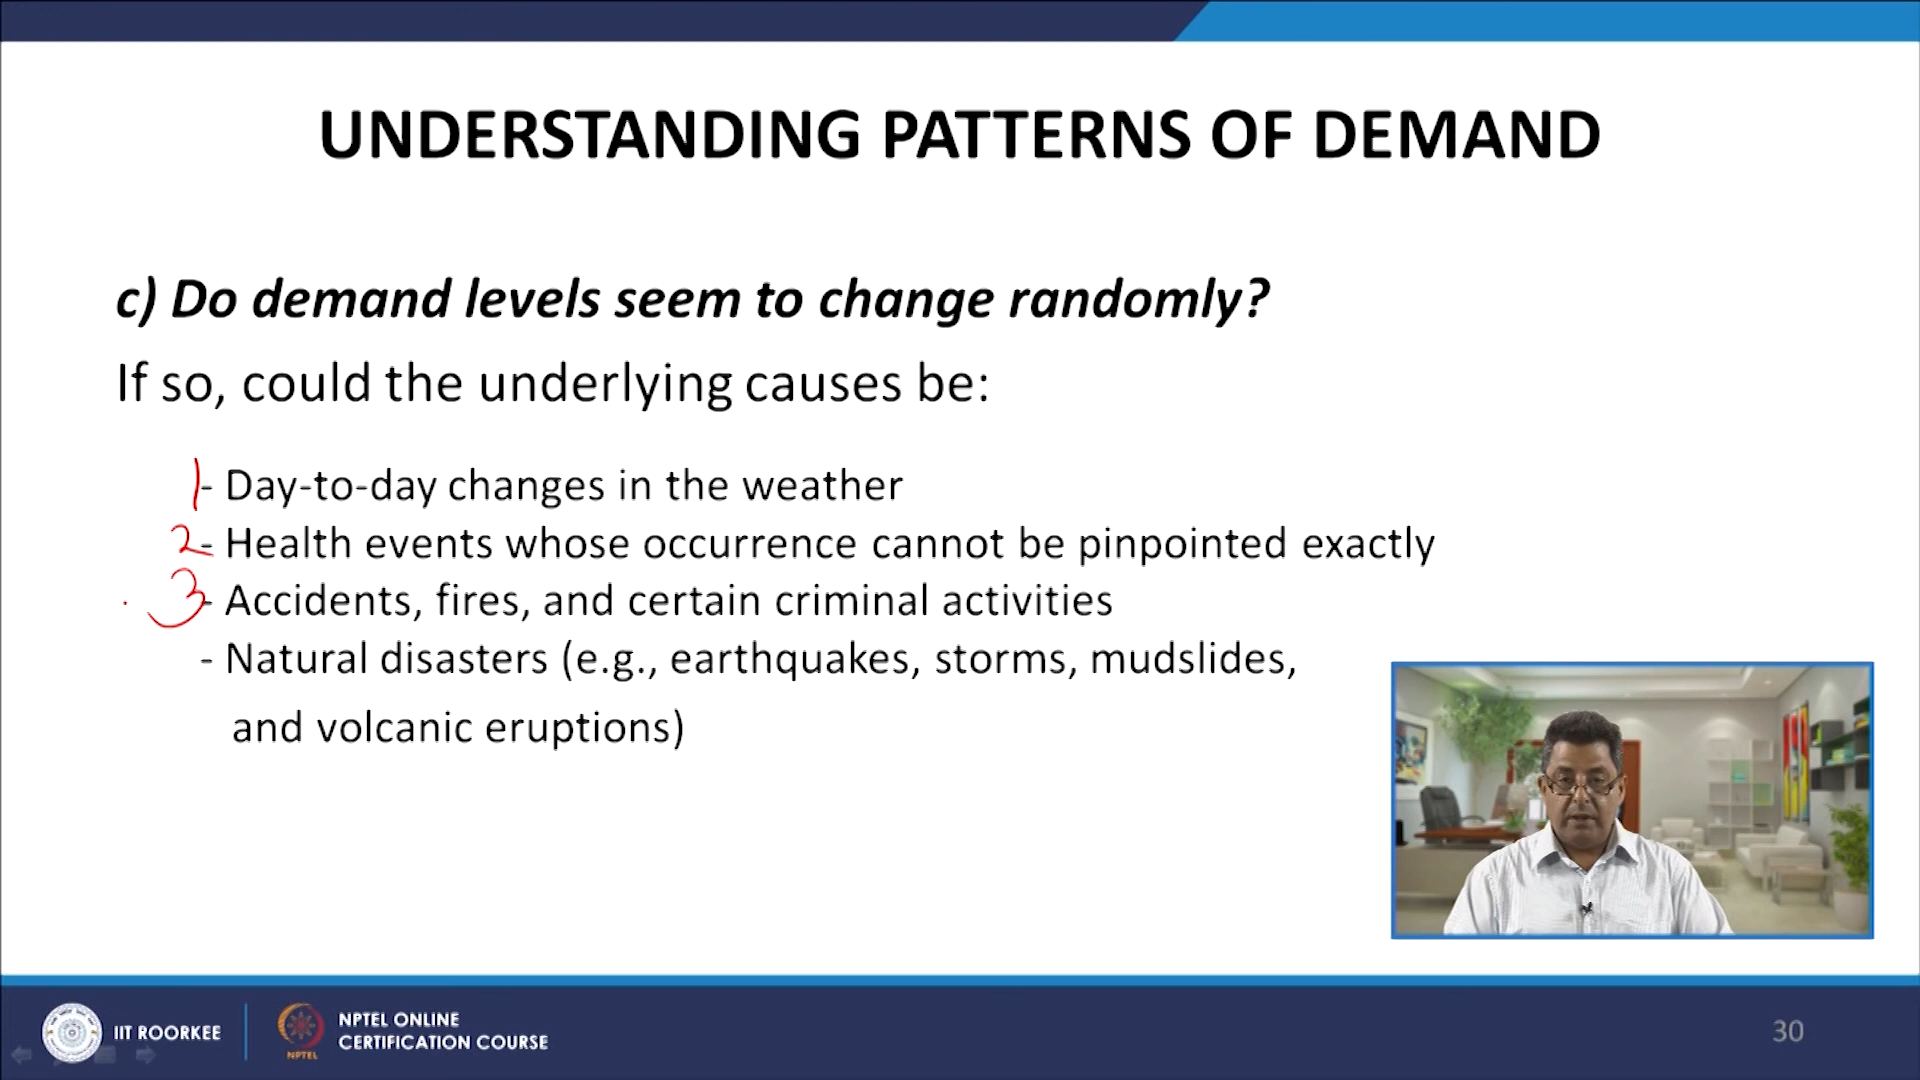 UNDERSTANDING PATTERNS OF DEMAND
c) Do demand levels seem to change randomly?
If so, could the underlying causes be:
1- Day-to-day changes in the weather
2- Health events whose occurrence cannot be pinpointed exactly
3- Accidents, fires, and certain criminal activities
- Natural disasters (e.g., earthquakes, storms, mudslides,
and volcanic eruptions)
IIT ROORKEE
NPTEL
NPTEL ONLINE
CERTIFICATION COURSE
30